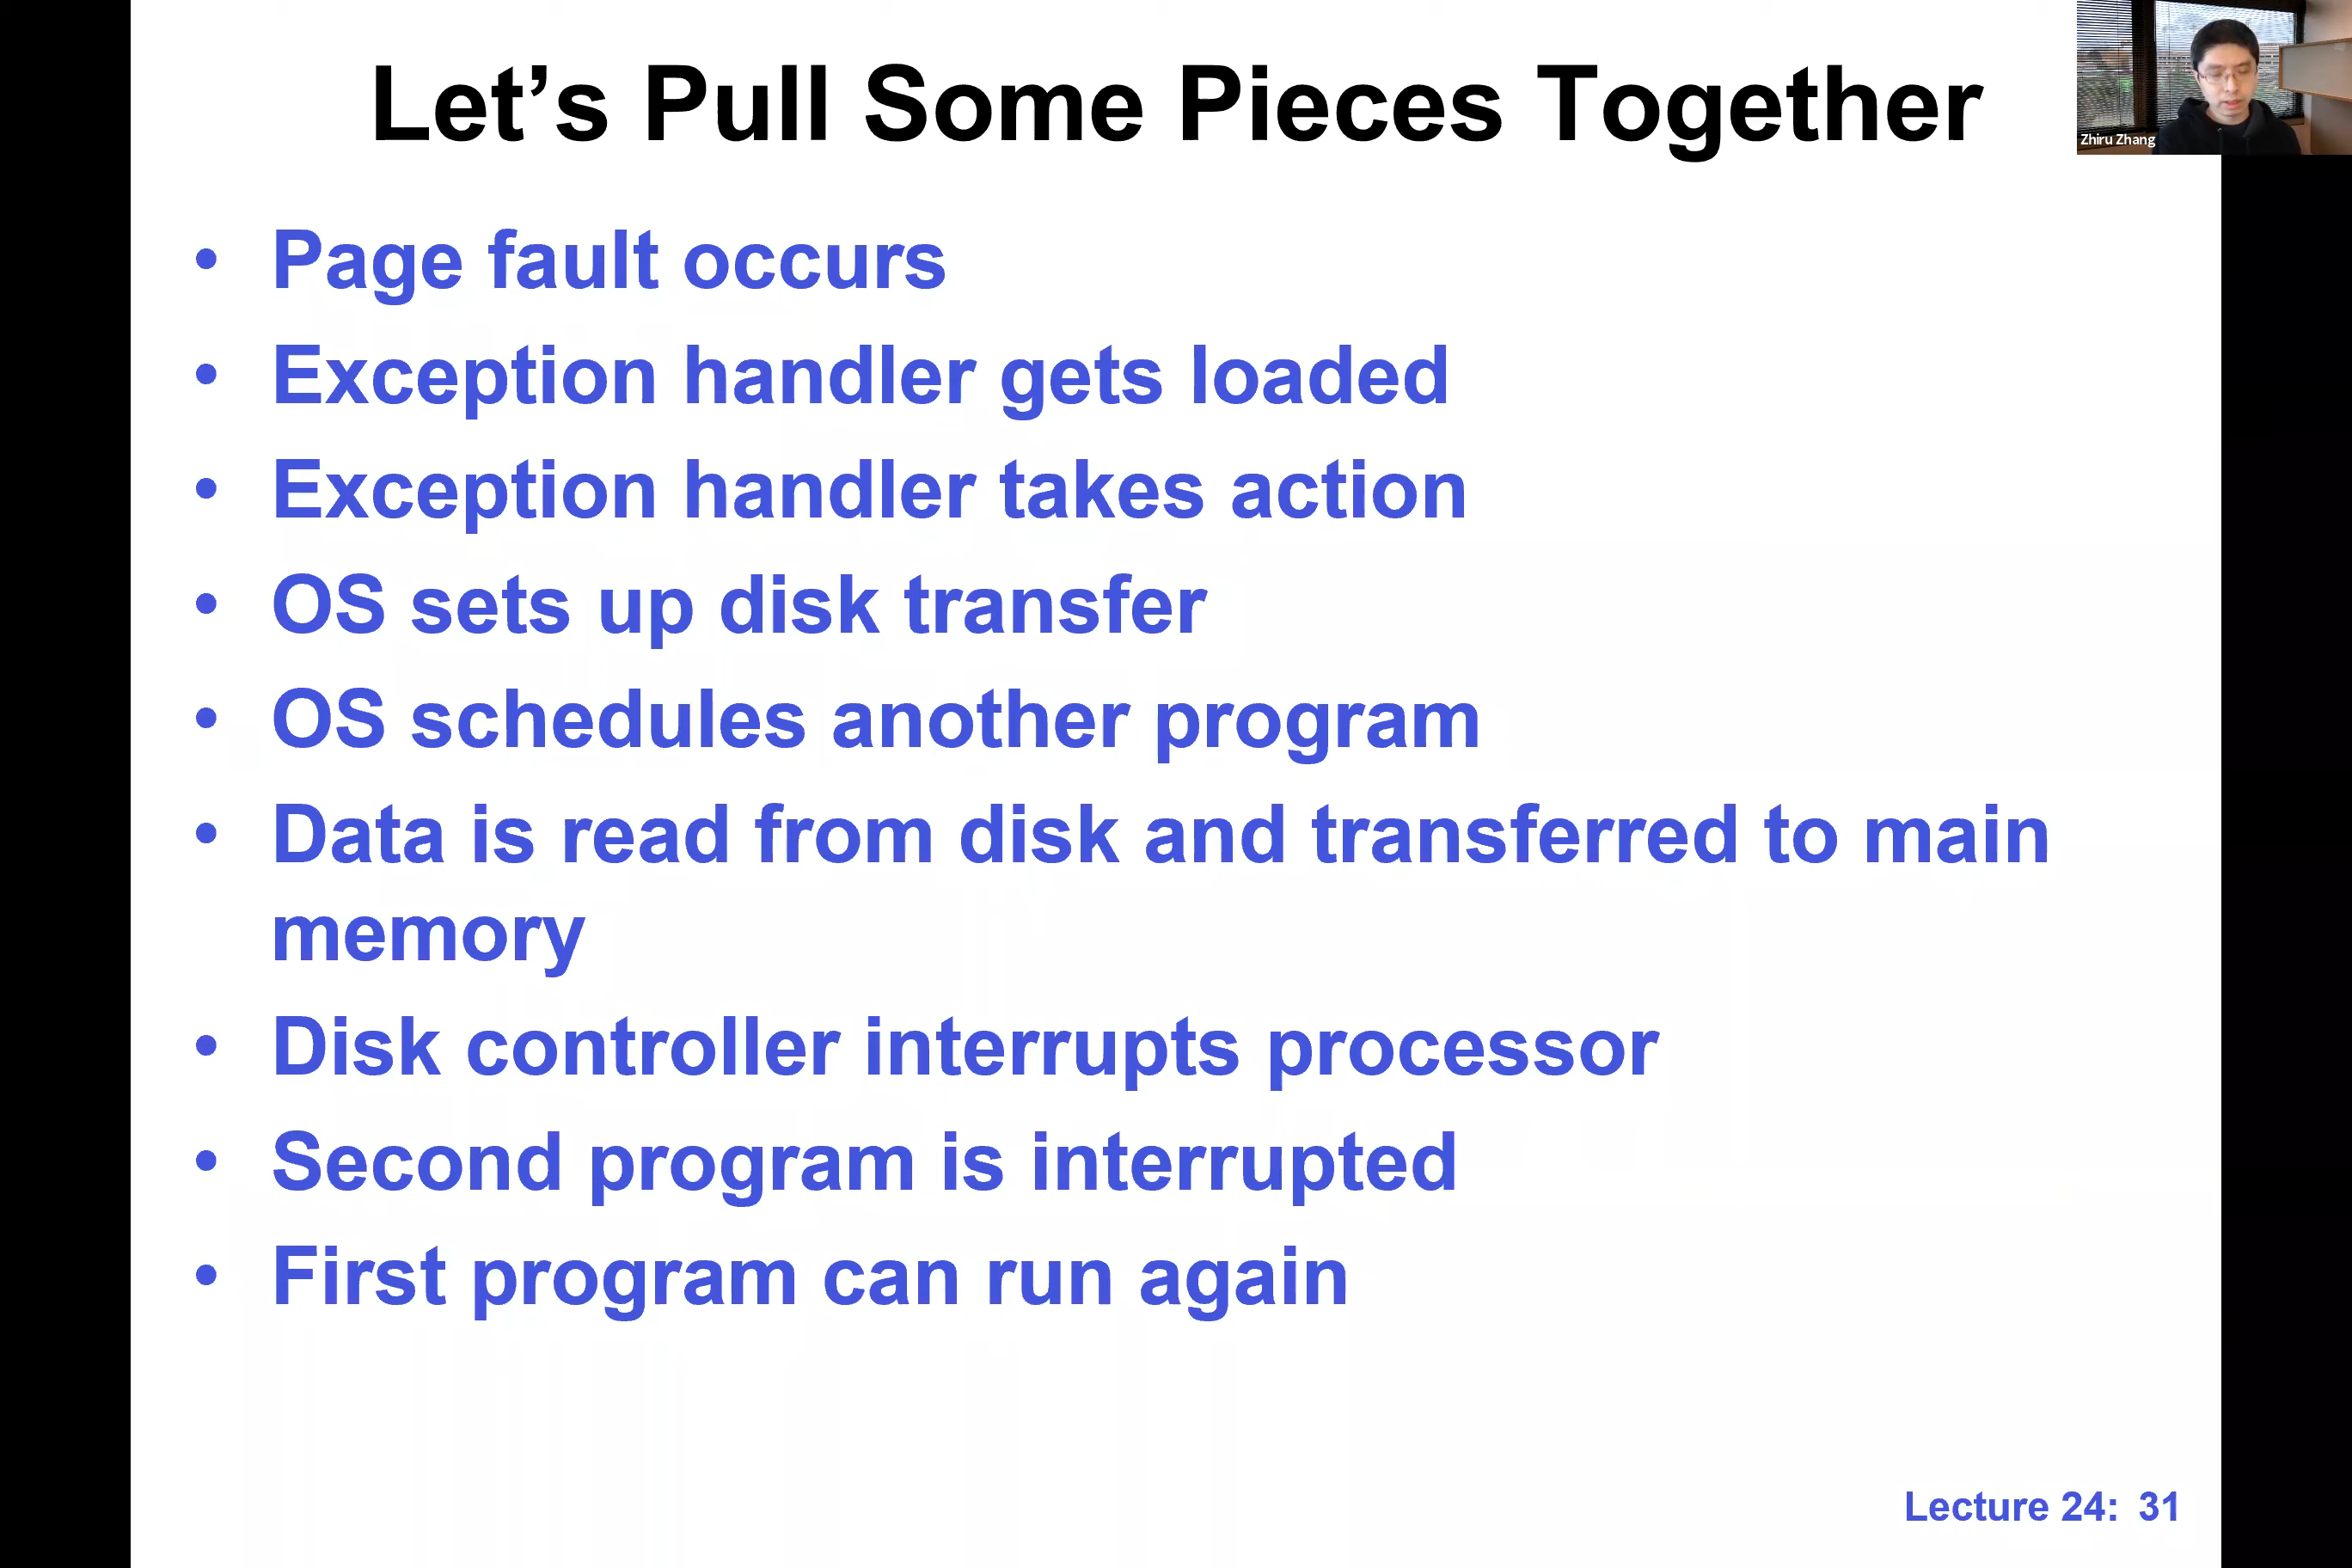 Let’s Pull Some Pieces Together
Zhiru Zhang
• Page fault occurs
• Exception handler gets loaded
• Exception handler takes action
• OS sets up disk transfer
• OS schedules another program
• Data is read from disk and transferred to main
memory
• Disk controller interrupts processor
• Second program is interrupted
• First program can run again
Lecture 24: 31